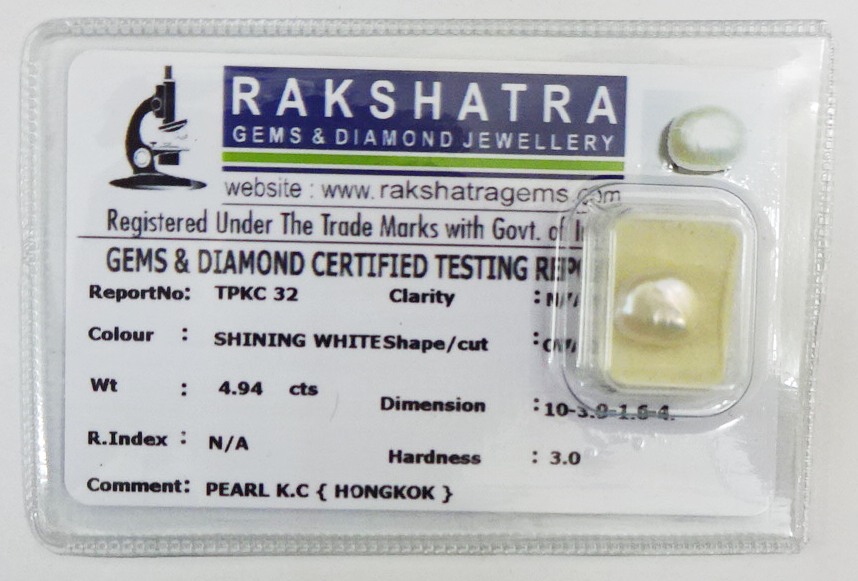 RAKSHATRA
GEMS & DIAMOND JEWELLERY
website : www.rakshatragems.com
Registered Under The Trade Marks with Govt. of
GEMS & DIAMOND CERTIFIED TESTING
ReportNo: TPKC 32 Clarity : N/A
Colour : SHINING WHITE Shape/cut :
Wt : 4.94 cts Dimension :
R.Index : N/A Hardness : 3.0
Comment: PEARL K.C { HONGKOK }